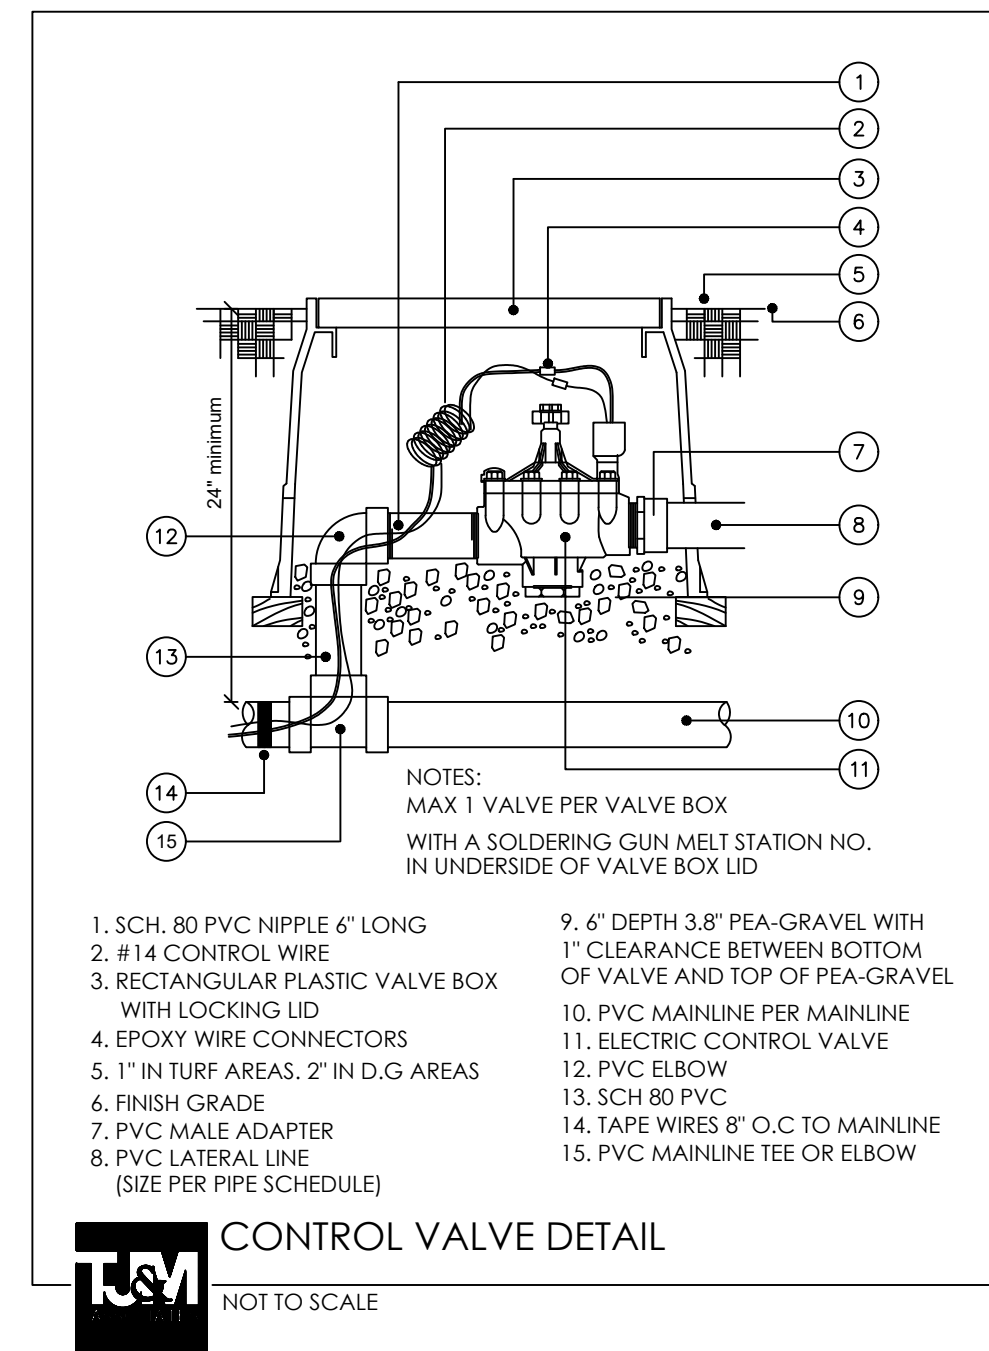 1
2
3
4
5
6
7
8
9
10
11
12
13
14
15
24" minimum
NOTES:
MAX 1 VALVE PER VALVE BOX
WITH A SOLDERING GUN MELT STATION NO.
IN UNDERSIDE OF VALVE BOX LID
1. SCH. 80 PVC NIPPLE 6" LONG
2. #14 CONTROL WIRE
3. RECTANGULAR PLASTIC VALVE BOX
WITH LOCKING LID
4. EPOXY WIRE CONNECTORS
5. 1" IN TURF AREAS. 2" IN D.G AREAS
6. FINISH GRADE
7. PVC MALE ADAPTER
8. PVC LATERAL LINE
(SIZE PER PIPE SCHEDULE)
9. 6" DEPTH 3.8" PEA-GRAVEL WITH
1" CLEARANCE BETWEEN BOTTOM
OF VALVE AND TOP OF PEA-GRAVEL
10. PVC MAINLINE PER MAINLINE
11. ELECTRIC CONTROL VALVE
12. PVC ELBOW
13. SCH 80 PVC
14. TAPE WIRES 8" O.C TO MAINLINE
15. PVC MAINLINE TEE OR ELBOW
TJ&M
CONTROL VALVE DETAIL
NOT TO SCALE